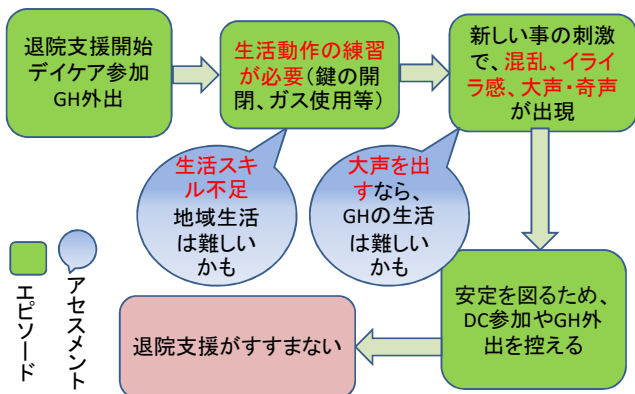 退院支援開始
デイケア参加
GH外出
生活動作の練習
が必要(鍵の開
閉、ガス使用等)
新しい事の刺激
で、混乱、イライ
ラ感、大声・奇声
が出現
生活スキ
ル不足
地域生活
は難しい
かも
大声を出
すなら、
GHの生活
は難しい
かも
安定を図るため、
DC参加やGH外
出を控える
退院支援がすすまない
エピソード
アセスメント